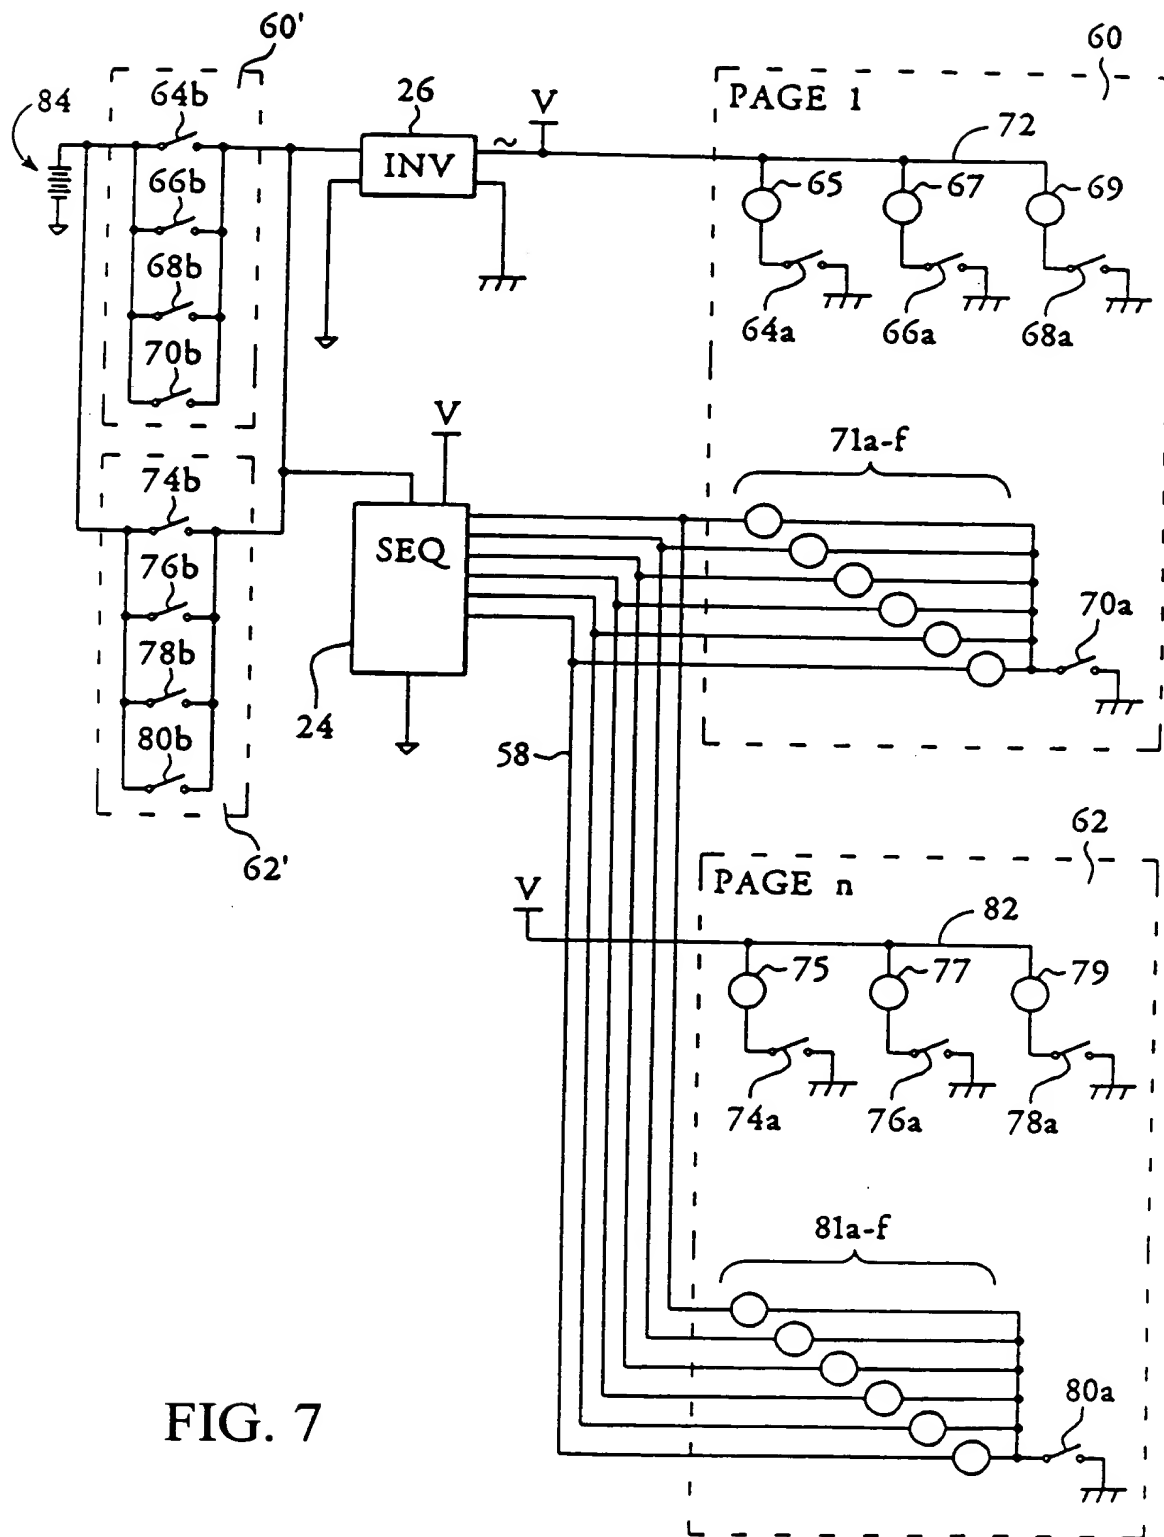 60'
60
84
64b
26
V
PAGE 1
~
72
INV
65
67
69
66b
68b
64a
66a
68a
70b
V
71a-f
74b
SEQ
76b
70a
78b
24
80b
58
62'
62
V
PAGE n
82
75
77
79
74a
76a
78a
81a-f
FIG. 7
80a